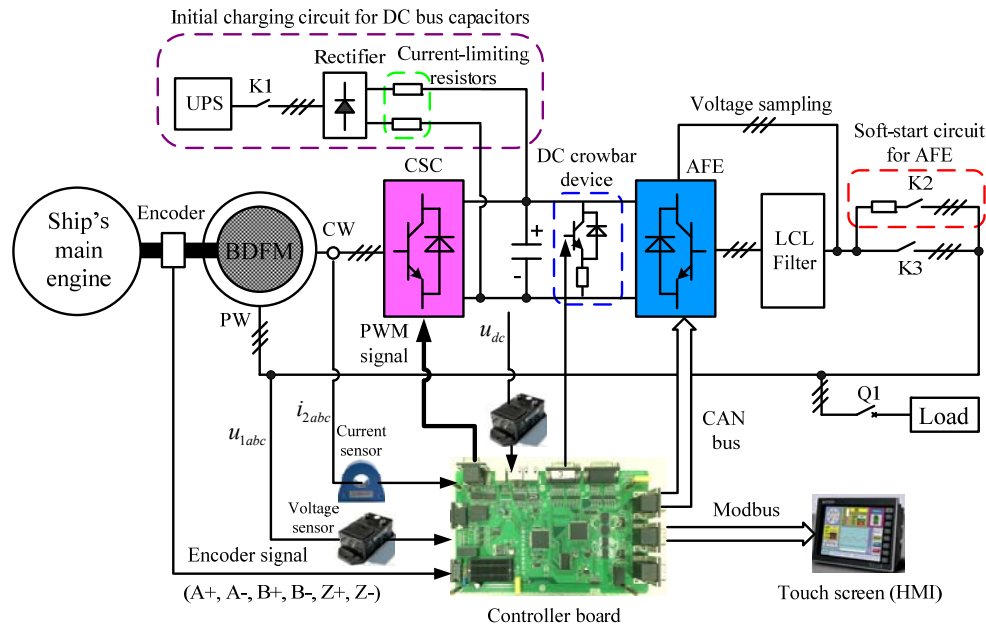 Initial charging circuit for DC bus capacitors
Rectifier
Current-limiting
resistors
UPS
K1
Voltage sampling
Soft-start circuit
for AFE
K2
CSC
DC crowbar
device
AFE
Ship's
main
engine
Encoder
BDFM
CW
+
-
LCL
Filter
K3
PW
PWM
signal
u_dc
Q1
Load
i_2abc
u_1abc
Current
sensor
CAN
bus
Voltage
sensor
Modbus
Encoder signal
(A+, A-, B+, B-, Z+, Z-)
Controller board
Touch screen (HMI)